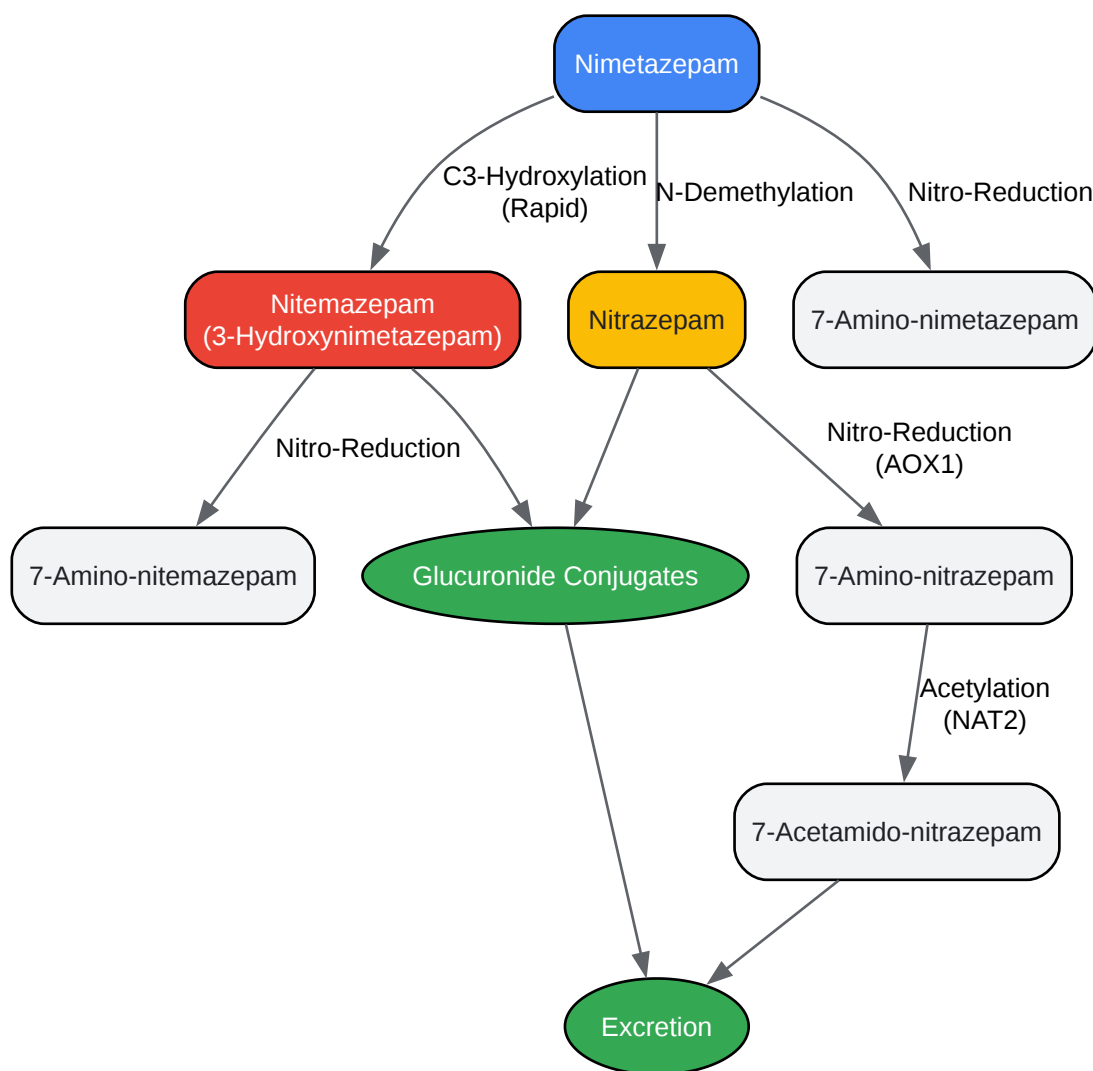 Nimetazepam
C3-Hydroxylation
(Rapid)
N-Demethylation
Nitro-Reduction
Nitemazepam
(3-Hydroxynimetazepam)
Nitrazepam
7-Amino-nimetazepam
Nitro-Reduction
Nitro-Reduction
(AOX1)
7-Amino-nitemazepam
Glucuronide Conjugates
7-Amino-nitrazepam
Acetylation
(NAT2)
7-Acetamido-nitrazepam
Excretion